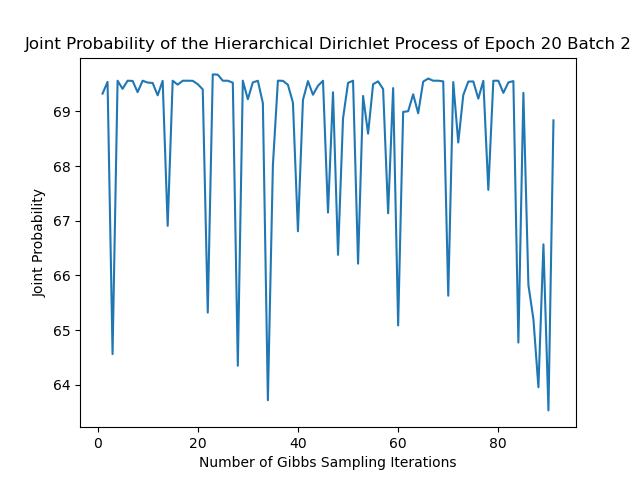 Joint Probability of the Hierarchical Dirichlet Process of Epoch 20 Batch 2
69
68
67
66
65
64
Joint Probability
0 20 40 60 80
Number of Gibbs Sampling Iterations